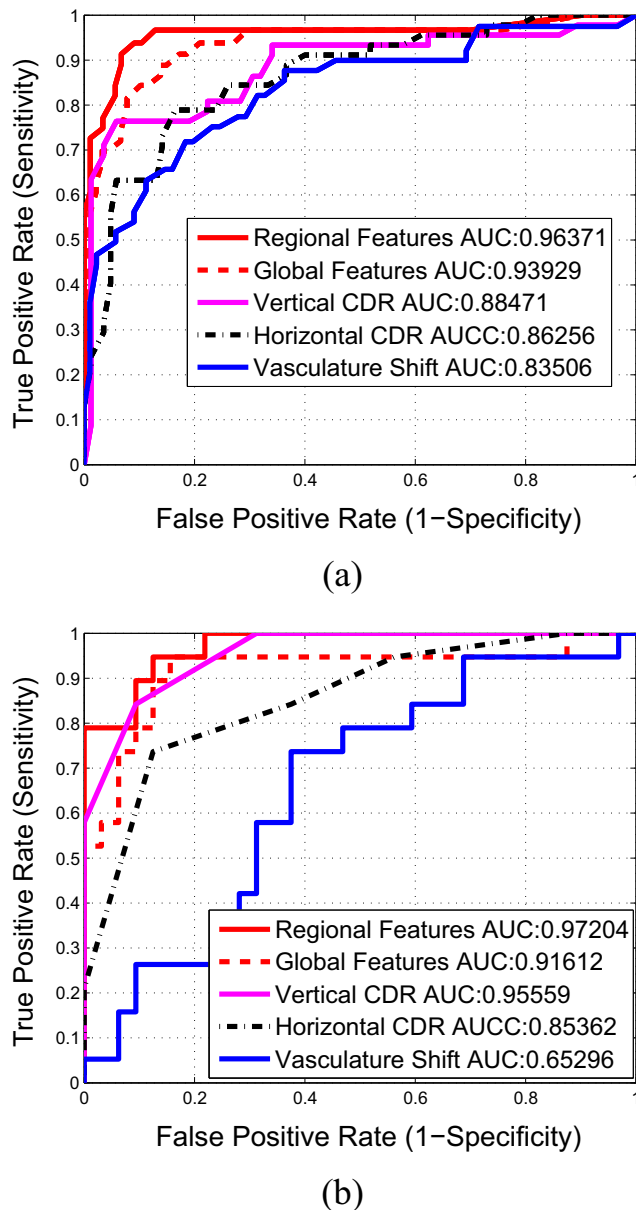 1
0.9
0.8
0.7
0.6
0.5
0.4
0.3
0.2
0.1
0
True Positive Rate (Sensitivity)
Regional Features AUC:0.96371
Global Features AUC:0.93929
Vertical CDR AUC:0.88471
Horizontal CDR AUCC:0.86256
Vasculature Shift AUC:0.83506
0 0.2 0.4 0.6 0.8 1
False Positive Rate (1−Specificity)
(a)
1
0.9
0.8
0.7
0.6
0.5
0.4
0.3
0.2
0.1
0
True Positive Rate (Sensitivity)
Regional Features AUC:0.97204
Global Features AUC:0.91612
Vertical CDR AUC:0.95559
Horizontal CDR AUCC:0.85362
Vasculature Shift AUC:0.65296
0 0.2 0.4 0.6 0.8 1
False Positive Rate (1−Specificity)
(b)